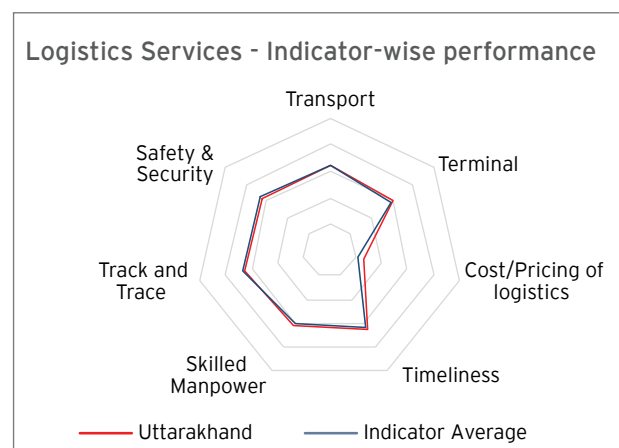 Logistics Services - Indicator-wise performance
Transport
Safety &
Security
Terminal
Track and
Trace
Cost/Pricing of
logistics
Skilled
Manpower
Timeliness
Uttarakhand
Indicator Average